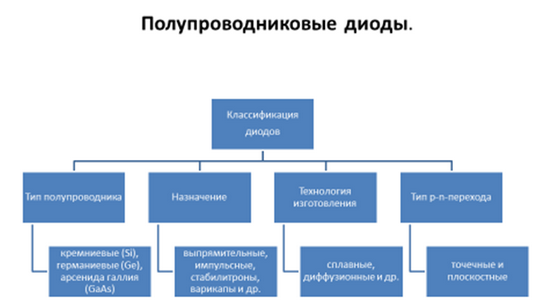 Полупроводниковые диоды.
Классификация
диодов
Тип полупроводника
Назначение
Технология
изготовления
Тип p-n-перехода
кремниевые (Si),
германиевые (Ge),
арсенида галлия
(GaAs)
выпрямительные,
импульсные,
стабилитроны,
варикапы и др.
сплавные,
диффузионные и др.
точечные и
плоскостные